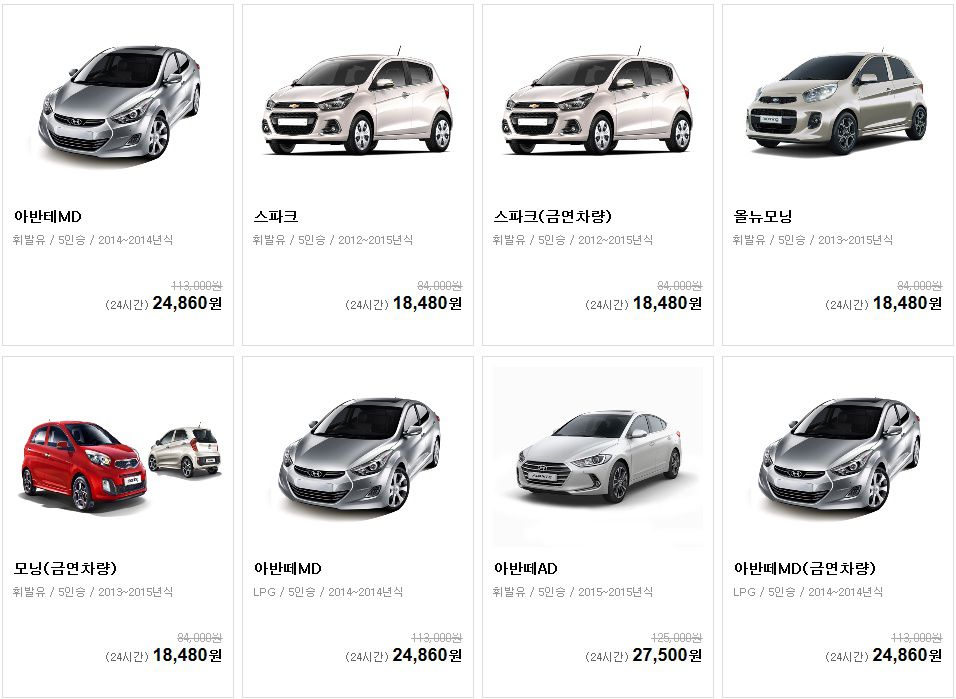 아반테MD
휘발유 / 5인승 / 2014~2014년식
113,000원
(24시간) 24,860원
스파크
휘발유 / 5인승 / 2012~2015년식
84,000원
(24시간) 18,480원
스파크(금연차량)
휘발유 / 5인승 / 2012~2015년식
84,000원
(24시간) 18,480원
올뉴모닝
휘발유 / 5인승 / 2013~2015년식
84,000원
(24시간) 18,480원
모닝(금연차량)
휘발유 / 5인승 / 2013~2015년식
84,000원
(24시간) 18,480원
아반떼MD
LPG / 5인승 / 2014~2014년식
113,000원
(24시간) 24,860원
아반떼AD
휘발유 / 5인승 / 2015~2015년식
125,000원
(24시간) 27,500원
아반떼MD(금연차량)
LPG / 5인승 / 2014~2014년식
113,000원
(24시간) 24,860원